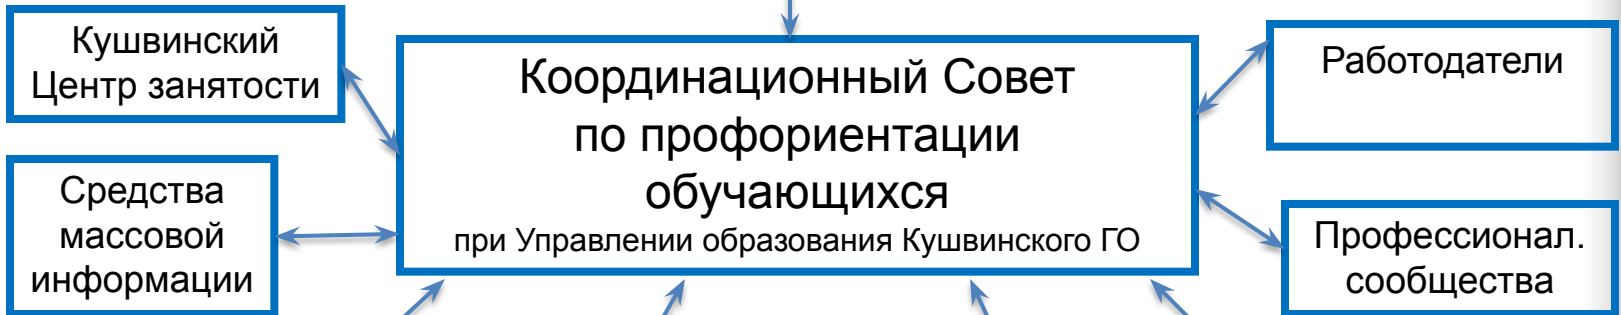 Кушвинский
Центр занятости
Средства
массовой
информации
Координационный Совет
по профориентации
обучающихся
при Управлении образования Кушвинского ГО
Работодатели
Профессионал.
сообщества